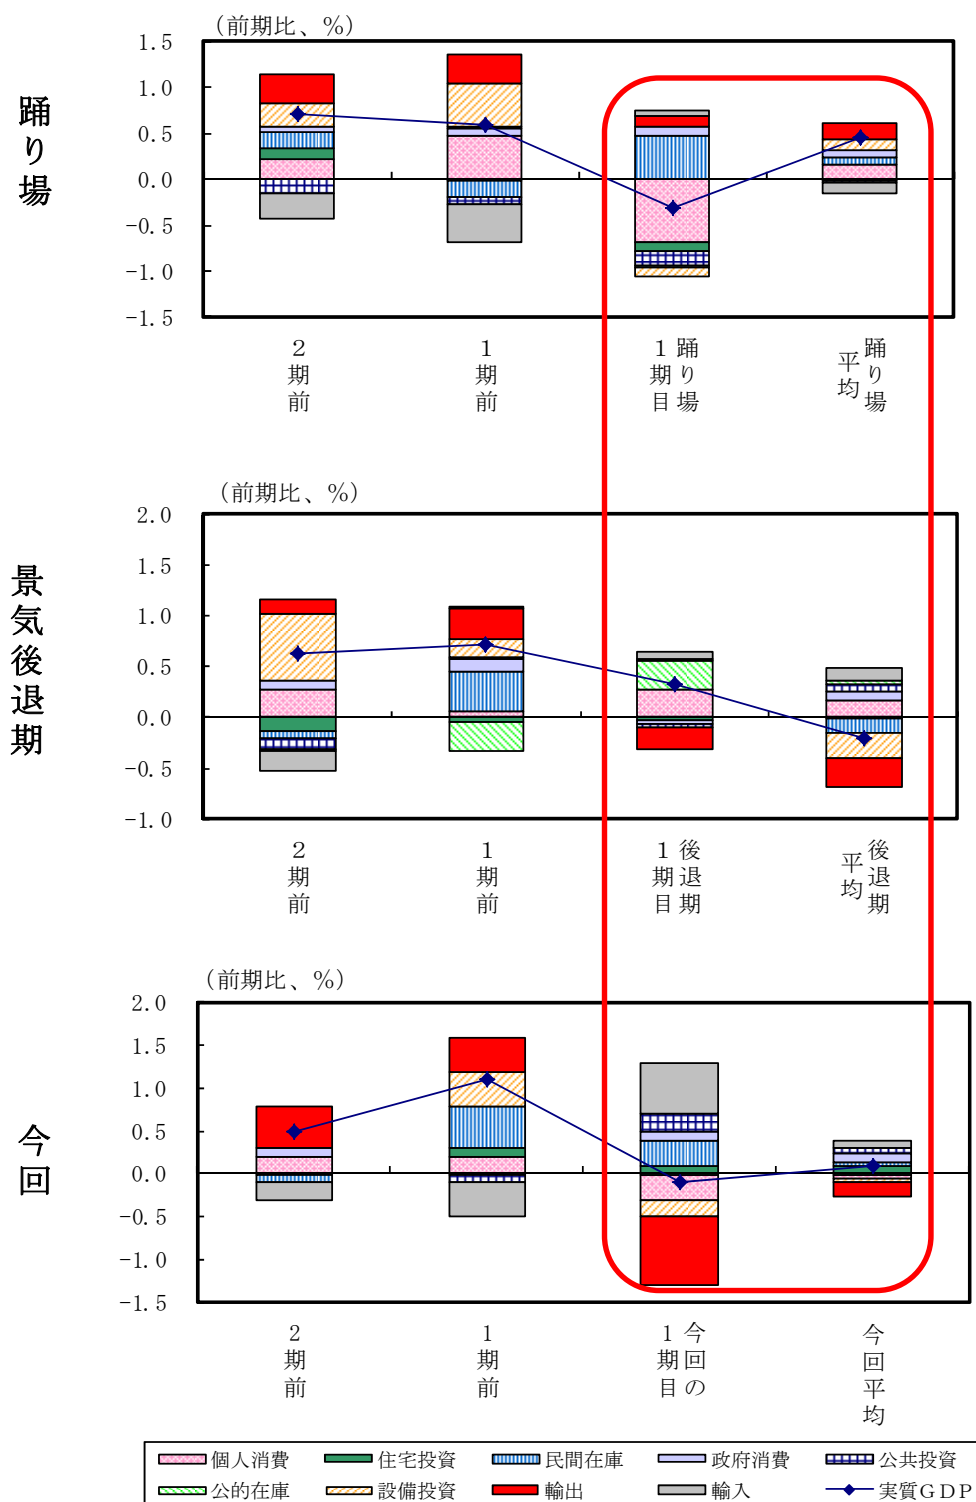 (前期比、%)
踊り場
1.5
1.0
0.5
0.0
-0.5
-1.0
-1.5
2期前
1期前
踊り場
1期目
踊り場
平均
(前期比、%)
景気後退期
2.0
1.5
1.0
0.5
0.0
-0.5
-1.0
2期前
1期前
後退期
1期目
後退期
平均
(前期比、%)
今回
2.0
1.5
1.0
0.5
0.0
-0.5
-1.0
-1.5
2期前
1期前
今回の
1期目
今回平均
個人消費 住宅投資 民間在庫 政府消費 公共投資
公的在庫 設備投資 輸出 輸入 実質GDP